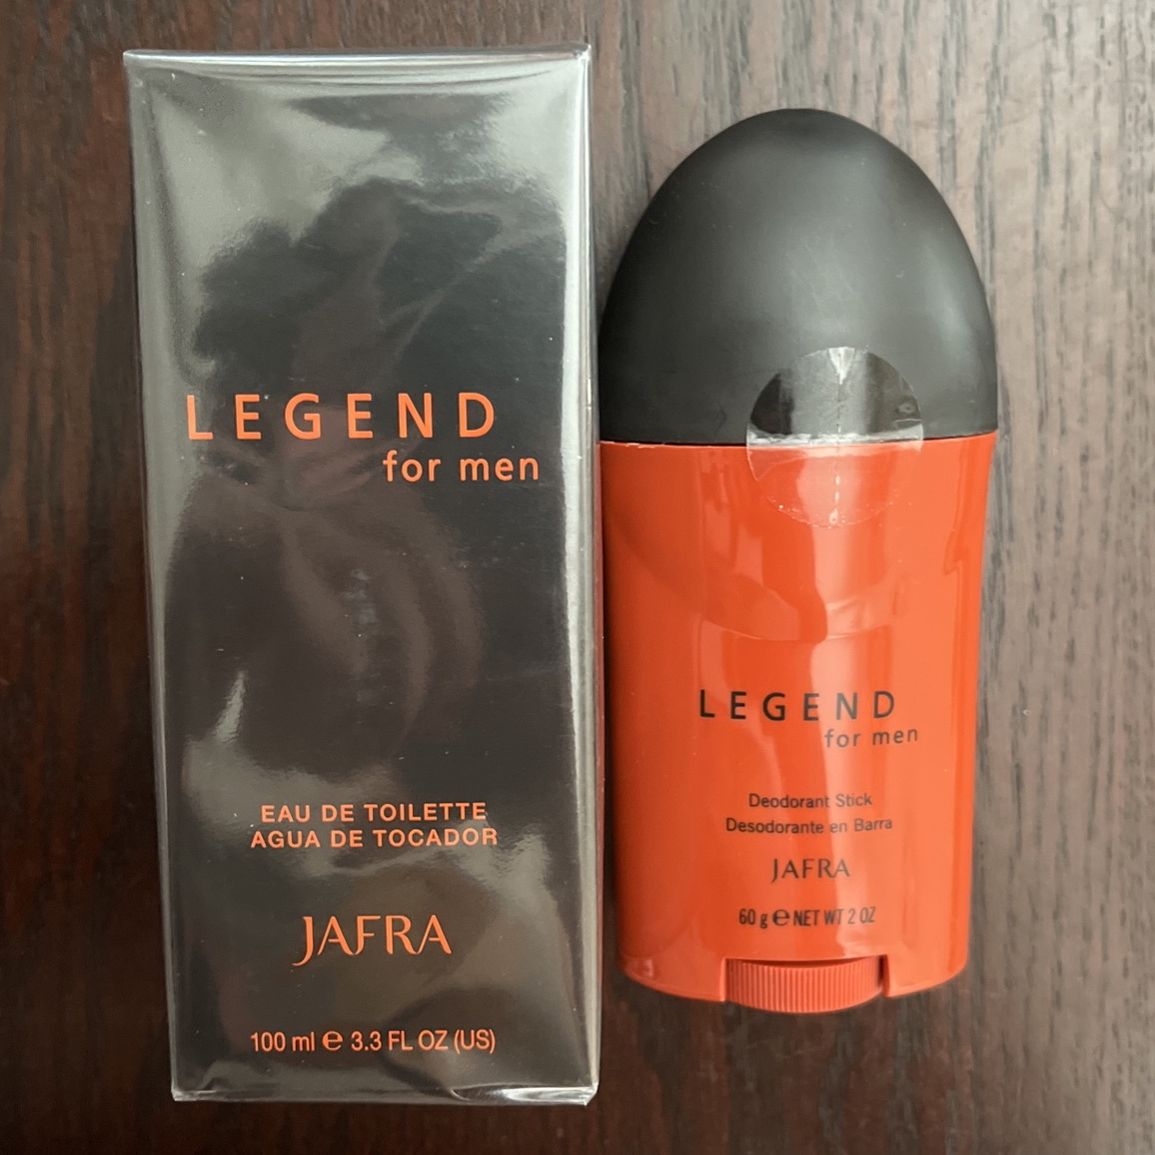 LEGEND
for men
EAU DE TOILETTE
AGUA DE TOCADOR
JAFRA
100 ml ℮ 3.3 FL OZ (US)
LEGEND
for men
Deodorant Stick
Desodorante en Barra
JAFRA
60 g ℮ NET WT 2 OZ